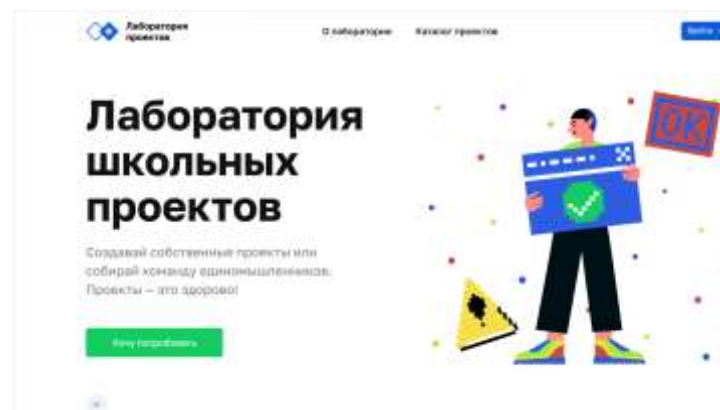 Лаборатория
проектов
О лаборатории
Каталог проектов
Войти
Лаборатория
школьных
проектов
OK
Создавай собственные проекты или
собирай команду единомышленников.
Проекты – это здорово!
Хочу попробовать